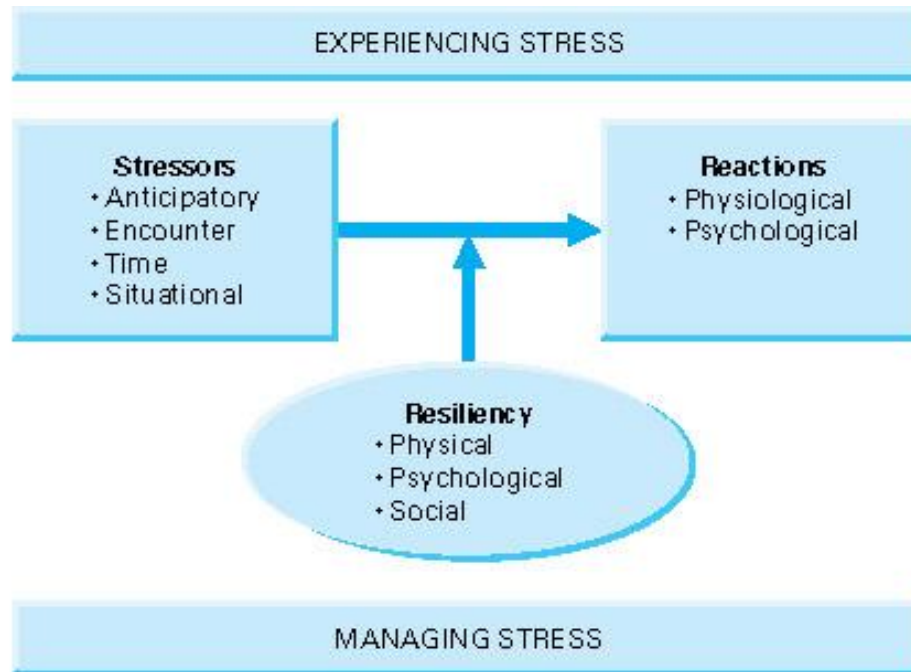 EXPERIENCING STRESS
Stressors
• Anticipatory
• Encounter
• Time
• Situational
Reactions
• Physiological
• Psychological
Resiliency
• Physical
• Psychological
• Social
MANAGING STRESS